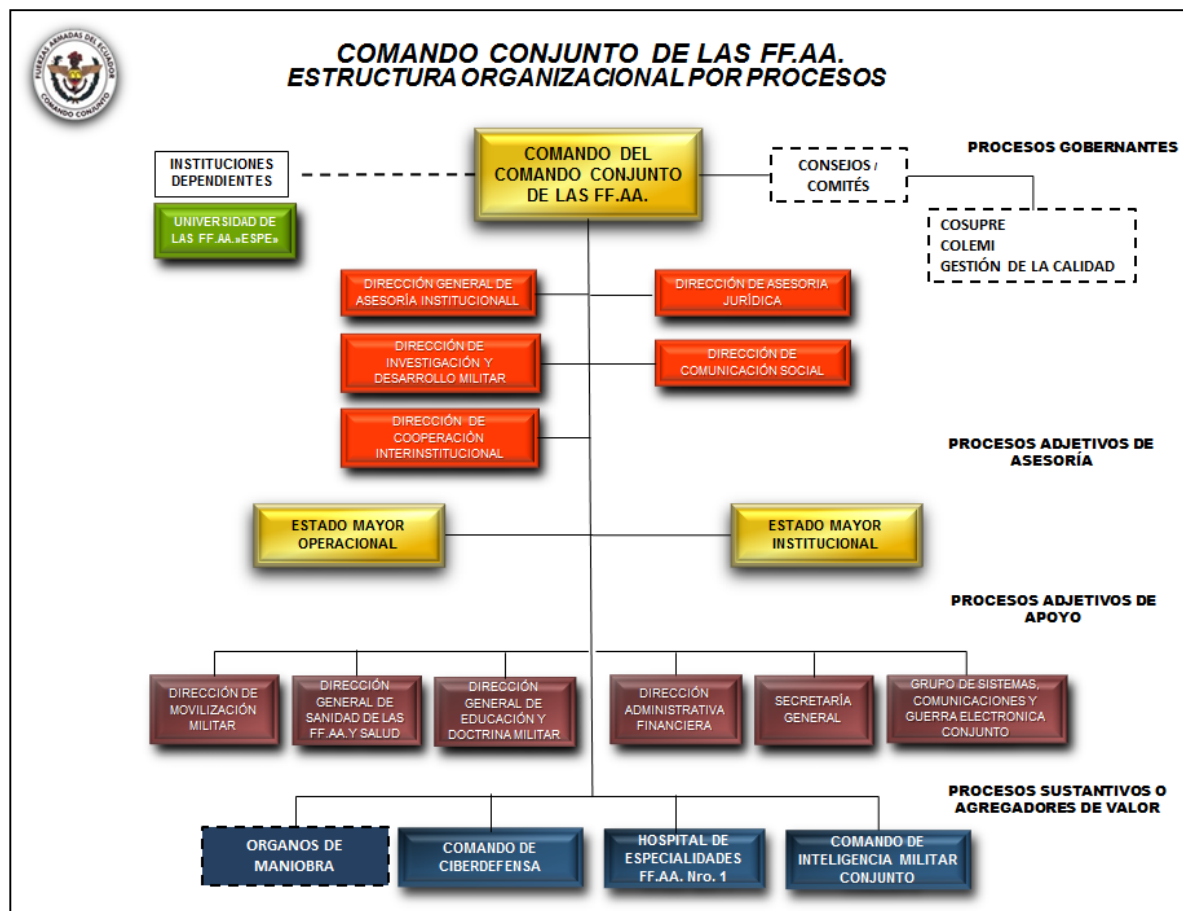 FUERZAS ARMADAS DEL ECUADOR
COMANDO CONJUNTO
COMANDO CONJUNTO DE LAS FF.AA.
ESTRUCTURA ORGANIZACIONAL POR PROCESOS
PROCESOS GOBERNANTES
INSTITUCIONES
DEPENDIENTES
COMANDO DEL
COMANDO CONJUNTO
DE LAS FF.AA.
CONSEJOS /
COMITÉS
UNIVERSIDAD DE
LAS FF.AA.»ESPE»
COSUPRE
COLEMI
GESTIÓN DE LA CALIDAD
DIRECCIÓN GENERAL DE
ASESORÍA INSTITUCIONALL
DIRECCIÓN DE ASESORIA
JURÍDICA
DIRECCIÓN DE
INVESTIGACIÓN Y
DESARROLLO MILITAR
DIRECCIÓN DE
COMUNICACIÓN SOCIAL
DIRECCIÓN DE
COOPERACIÓN
INTERINSTITUCIONAL
PROCESOS ADJETIVOS DE
ASESORÍA
ESTADO MAYOR
OPERACIONAL
ESTADO MAYOR
INSTITUCIONAL
PROCESOS ADJETIVOS DE
APOYO
DIRECCIÓN DE
MOVILIZACIÓN
MILITAR
DIRECCIÓN
GENERAL DE
SANIDAD DE LAS
FF.AA.Y SALUD
DIRECCIÓN
GENERAL DE
EDUCACIÓN Y
DOCTRINA MILITAR
DIRECCIÓN
ADMINISTRATIVA
FINANCIERA
SECRETARÍA
GENERAL
GRUPO DE SISTEMAS,
COMUNICACIONES Y
GUERRA ELECTRONICA
CONJUNTO
PROCESOS SUSTANTIVOS O
AGREGADORES DE VALOR
ORGANOS DE
MANIOBRA
COMANDO DE
CIBERDEFENSA
HOSPITAL DE
ESPECIALIDADES
FF.AA. Nro. 1
COMANDO DE
INTELIGENCIA MILITAR
CONJUNTO